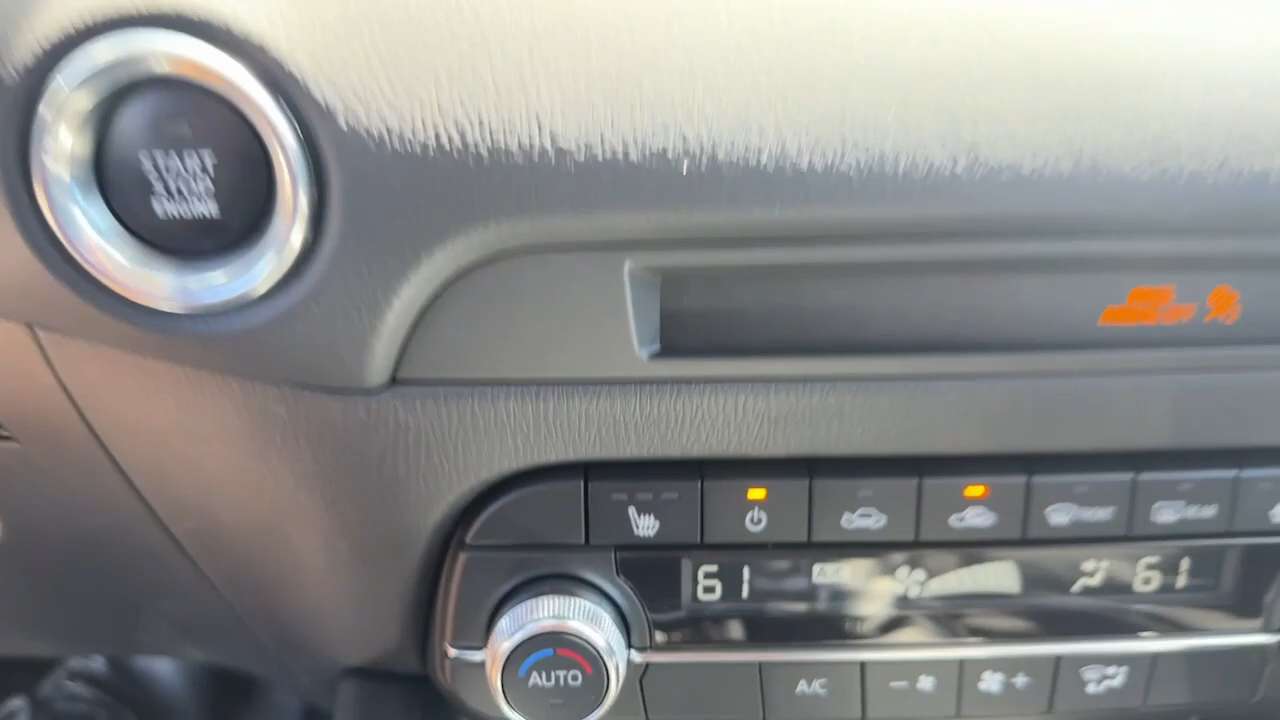 START
STOP
ENGINE
61
A/C
61
AUTO
A/C
− +